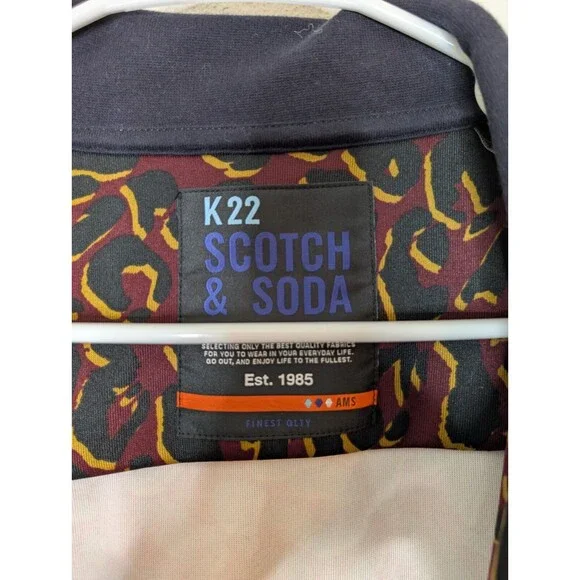 K22
SCOTCH
& SODA
SELECTING ONLY THE BEST QUALITY FABRICS
FOR YOU TO WEAR IN YOUR EVERYDAY LIFE.
GO OUT, AND ENJOY LIFE TO THE FULLEST.
Est. 1985
AMS
FINEST QLTY